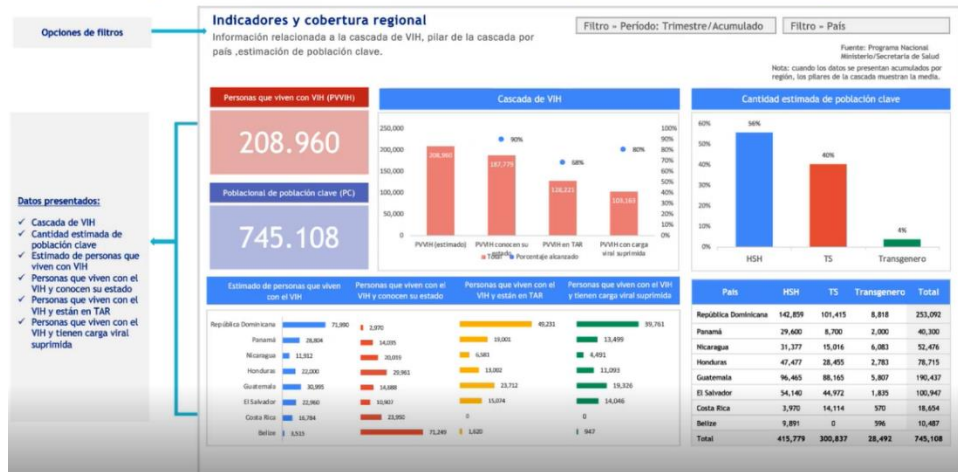 Opciones de filtros
Indicadores y cobertura regional
Información relacionada a la cascada de VIH, pilar de la cascada por
país ,estimación de población clave.
Filtro = Período: Trimestre/Acumulado
Filtro = País
Fuente: Programa Nacional
Ministerio/Secretaria de Salud
Nota: cuando los datos se presentan acumulados por
región, los pilares de la cascada muestran la media.
Personas que viven con VIH (PVVIH)
208.960
Poblacional de población clave (PC)
745.108
Datos presentados:
✓ Cascada de VIH
✓ Cantidad estimada de
población clave
✓ Estimado de personas que
viven con VIH
✓ Personas que viven con el
VIH y conocen su estado
✓ Personas que viven con el
VIH y están en TAR
✓ Personas que viven con el
VIH y tienen carga viral
suprimida
Cascada de VIH
250,000
200,000
150,000
100,000
50,000
0
208,960
187,779
90%
68%
80%
100%
90%
80%
70%
60%
50%
40%
30%
20%
10%
0%
PVVIH (estimado)
PVVIH conocen su
estado
PVVIH en TAR
PVVIH con carga
viral suprimida
Total
Porcentaje alcanzado
Cantidad estimada de población clave
60%
50%
40%
30%
20%
10%
0%
56%
40%
4%
HSH
TS
Transgenero
Estimado de personas que viven
con el VIH
República Dominicana 71,990
Panamá 28,804
Nicaragua 11,912
Honduras 22,000
Guatemala 30,995
El Salvador 22,960
Costa Rica 16,784
Belize 3,515
Personas que viven con el
VIH y conocen su estado
2,070
14,035
20,033
29,961
14,688
10,907
23,950
71,245
Personas que viven con el
VIH y están en TAR
49,231
19,001
6,581
13,002
23,712
15,074
0
1,620
Personas que viven con el VIH
y tienen carga viral suprimida
39,761
13,499
4,491
11,093
19,326
14,046
0
947
País HSH TS Transgenero Total
República Dominicana 142,859 101,415 8,818 253,092
Panamá 29,600 8,700 2,000 40,300
Nicaragua 31,377 15,016 6,083 52,476
Honduras 47,477 28,455 2,783 78,715
Guatemala 96,465 88,165 5,807 190,437
El Salvador 54,140 44,972 1,835 100,947
Costa Rica 3,970 14,114 570 18,654
Belize 9,891 0 596 10,487
Total 415,779 300,837 28,492 745,108